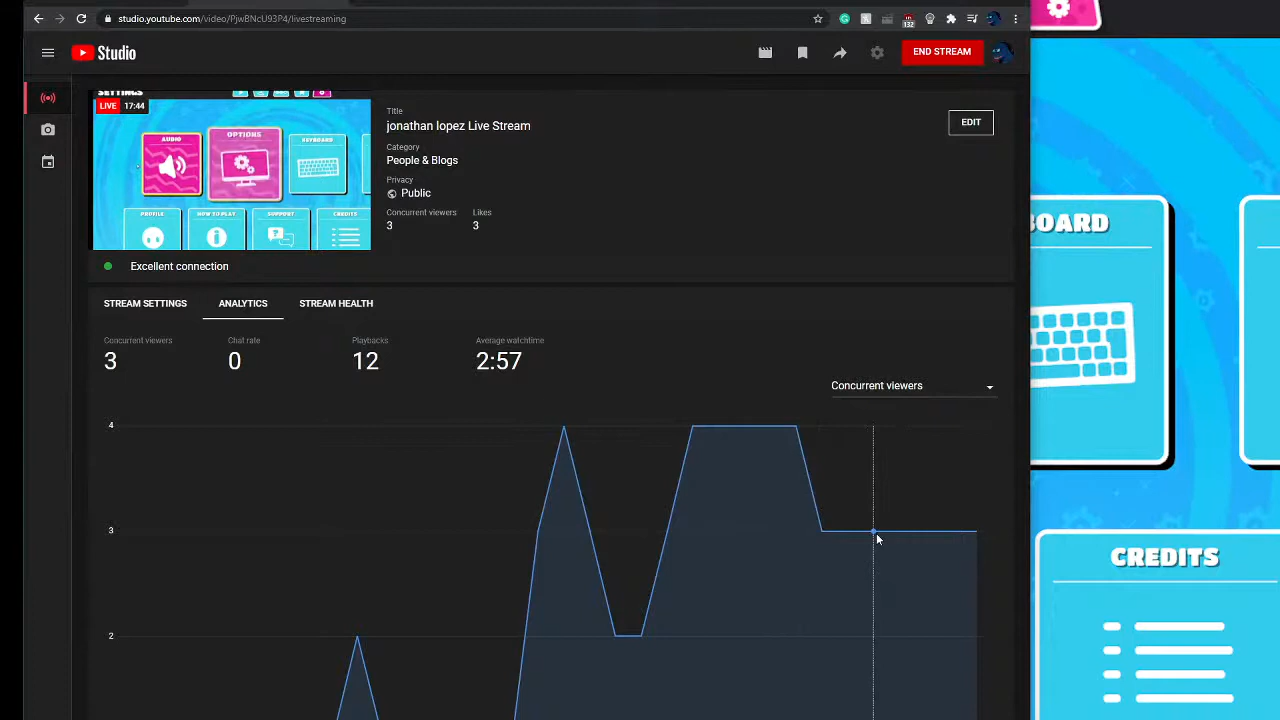 studio.youtube.com/video/PjwBNcU93P4/livestreaming
132
Studio
END STREAM
SETTINGS
LIVE 17:44
AUDIO
OPTIONS
KEYBOARD
PROFILE
HOW TO PLAY
SUPPORT
CREDITS
Title
jonathan lopez Live Stream
EDIT
Category
People & Blogs
Privacy
Public
Concurrent viewers Likes
3 3
Excellent connection
STREAM SETTINGS ANALYTICS STREAM HEALTH
Concurrent viewers Chat rate Playbacks Average watchtime
3 0 12 2:57
Concurrent viewers
4
3
2
BOARD
CREDITS